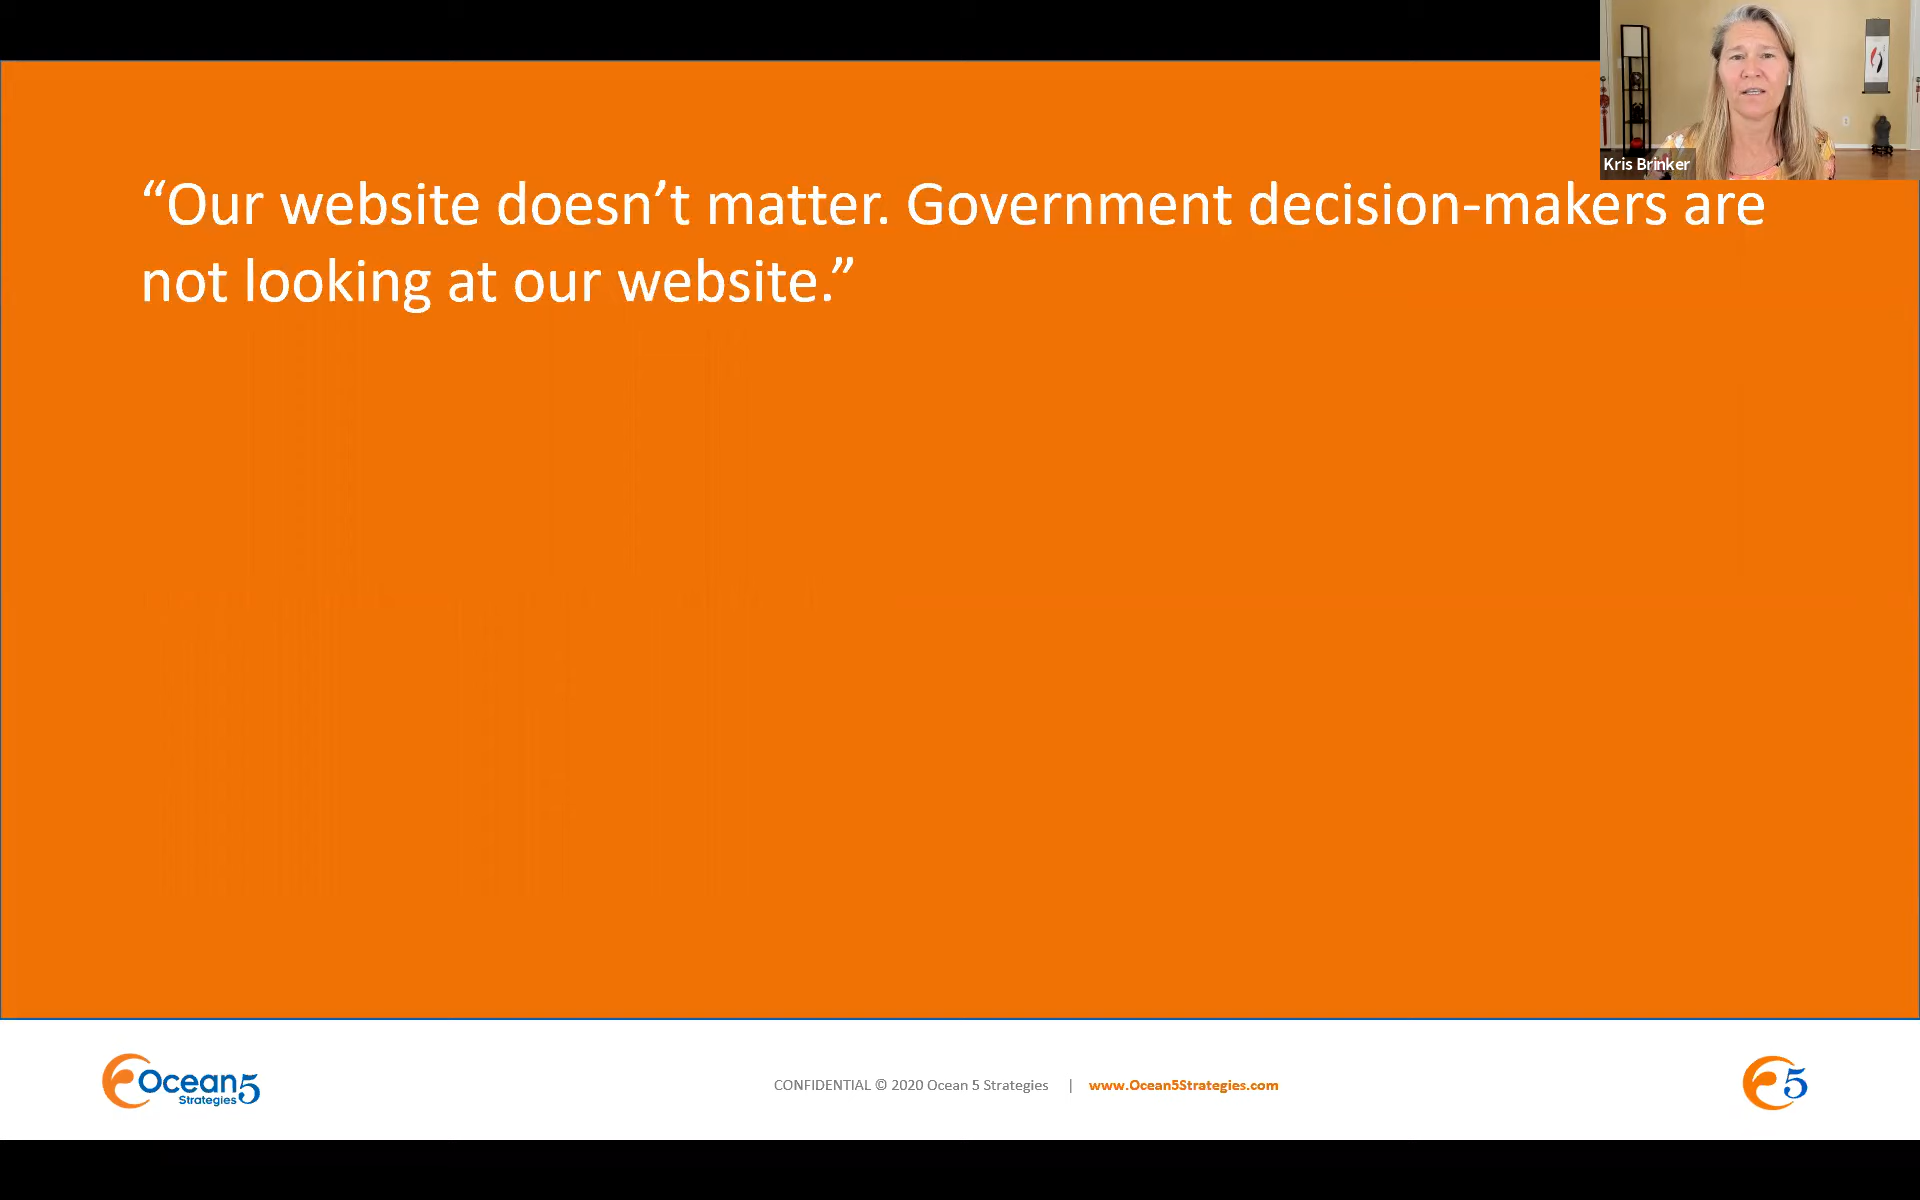 Kris Brinker
“Our website doesn’t matter. Government decision-makers are
not looking at our website.”
Ocean5
Strategies
CONFIDENTIAL © 2020 Ocean 5 Strategies | www.Ocean5Strategies.com
5